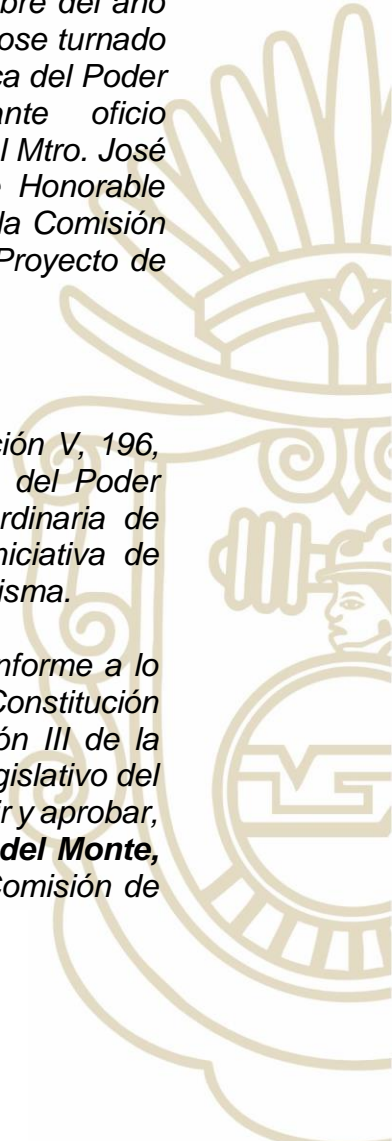 bre del año
ose turnado
ca del Poder
ante oficio
l Mtro. José
e Honorable
la Comisión
Proyecto de
ción V, 196,
del Poder
rdinaria de
niciativa de
isma.
nforme a lo
Constitución
ón III de la
gislativo del
ir y aprobar,
del Monte,
Comisión de